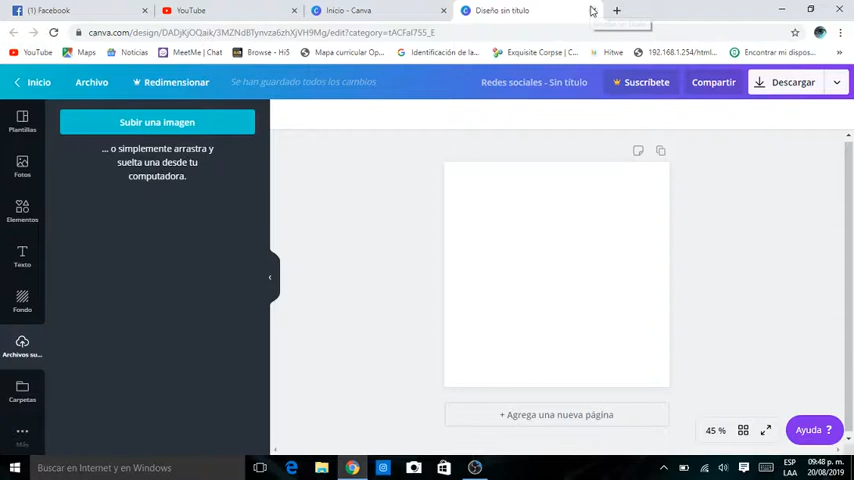 (1) Facebook
YouTube
Inicio - Canva
Diseño sin título
canva.com/design/DADjKjOQaik/3MZNdBTynvza6zhOrWVjMg/edit?category=tACFaI755_E
YouTube
Maps
Noticias
MeetMe | Chat
Browse - Hi5
Mapa curricular Op...
Identificación de la...
Exquisite Corpse | C...
Hitwe
192.168.1.254/html...
Encontrar mi dispos...
Inicio
Archivo
Redimensionar
Se han guardado todos los cambios
Redes sociales - Sin título
Suscríbete
Compartir
Descargar
Plantillas
Fotos
Elementos
Texto
Fondo
Archivos su...
Carpetas
Más
Subir una imagen
... o simplemente arrastra y
suelta una desde tu
computadora.
+ Agrega una nueva página
45 %
Ayuda ?
Buscar en Internet y en Windows
ESP
LAA
09:48 p. m.
20/08/2019